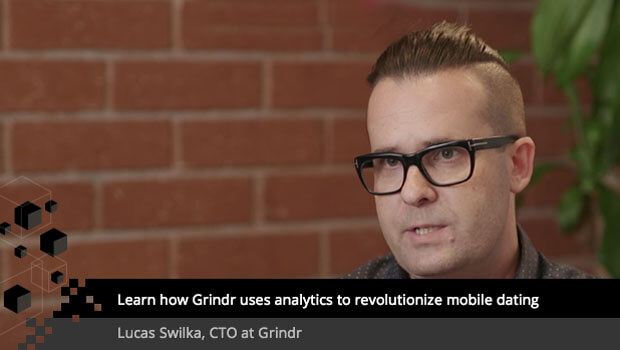 Learn how Grindr uses analytics to revolutionize mobile dating
Lucas Swilka, CTO at Grindr